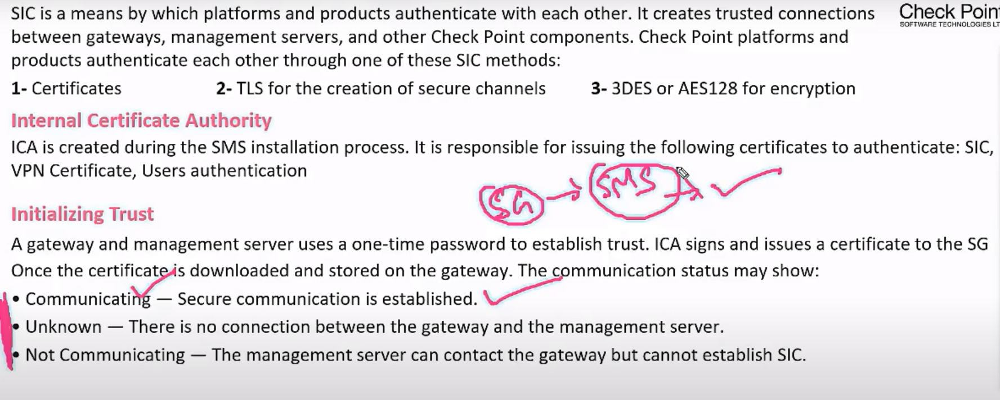 SIC is a means by which platforms and products authenticate with each other. It creates trusted connections
Check Poin
SOFTWARE TECHNOLOGIES LT
between gateways, management servers, and other Check Point components. Check Point platforms and
products authenticate each other through one of these SIC methods:
1- Certificates 2- TLS for the creation of secure channels 3- 3DES or AES128 for encryption
Internal Certificate Authority
ICA is created during the SMS installation process. It is responsible for issuing the following certificates to authenticate: SIC,
VPN Certificate, Users authentication
SG SMS
Initializing Trust
A gateway and management server uses a one-time password to establish trust. ICA signs and issues a certificate to the SG
Once the certificate is downloaded and stored on the gateway. The communication status may show:
• Communicating — Secure communication is established.
• Unknown — There is no connection between the gateway and the management server.
• Not Communicating — The management server can contact the gateway but cannot establish SIC.